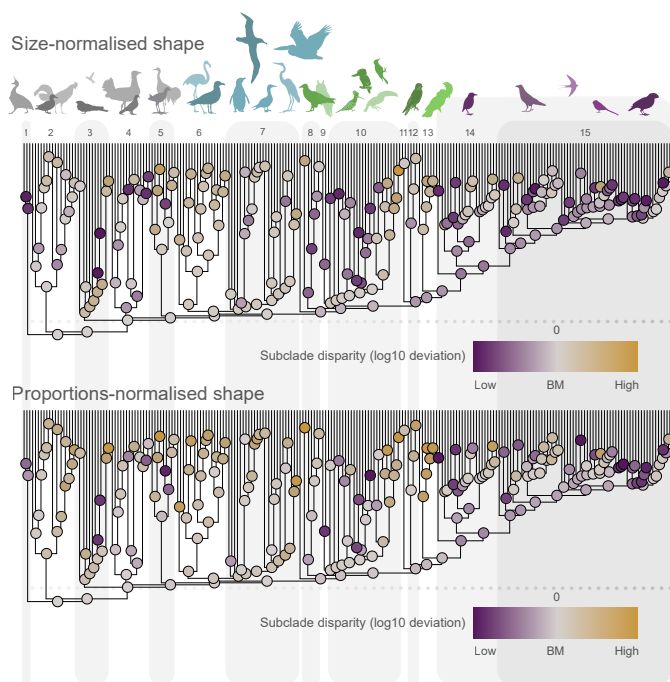 Size-normalised shape
1 2 3 4 5 6 7 8 9 10 11 12 13 14 15
0
Subclade disparity (log10 deviation)
Low BM High
Proportions-normalised shape
0
Subclade disparity (log10 deviation)
Low BM High